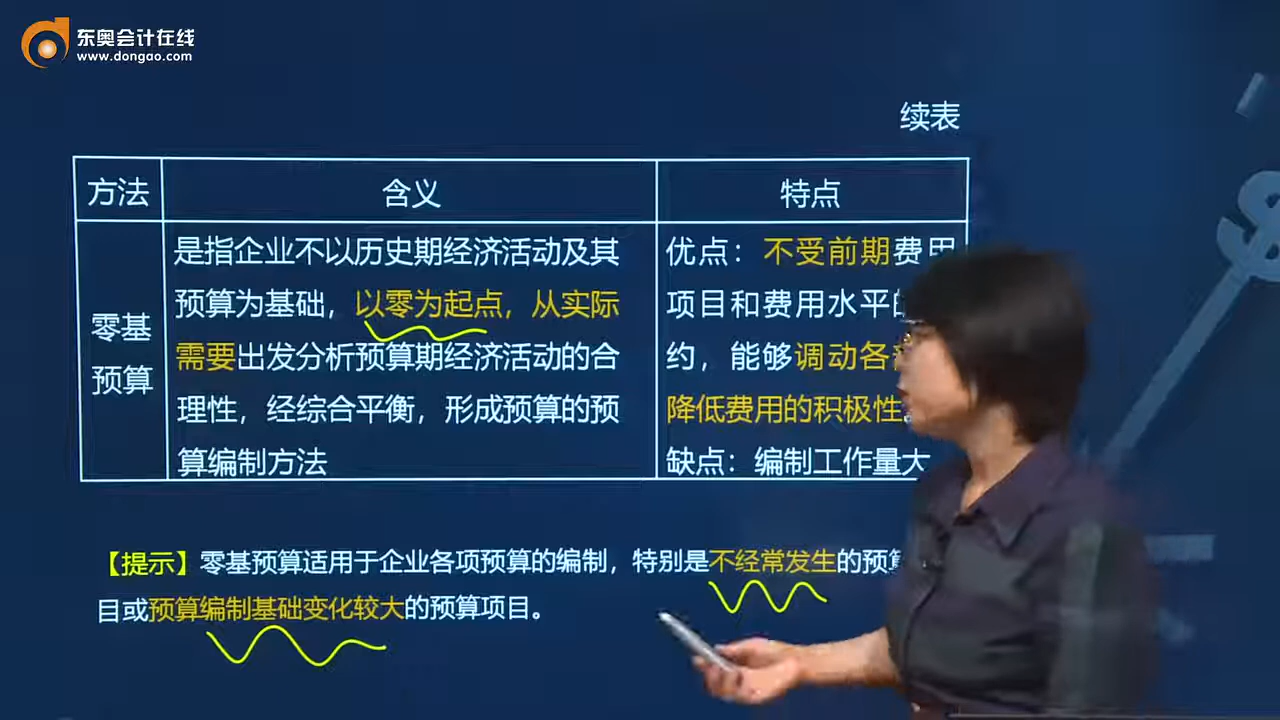 东奥会计在线
www.dongao.com
续表
方法
含义
特点
零基
预算
是指企业不以历史期经济活动及其
预算为基础，以零为起点，从实际
需要出发分析预算期经济活动的合
理性，经综合平衡，形成预算的预
算编制方法
优点：不受前期费用
项目和费用水平
约，能够调动各
降低费用的积极性
缺点：编制工作量大
【提示】零基预算适用于企业各项预算的编制，特别是不经常发生的预
目或预算编制基础变化较大的预算项目。